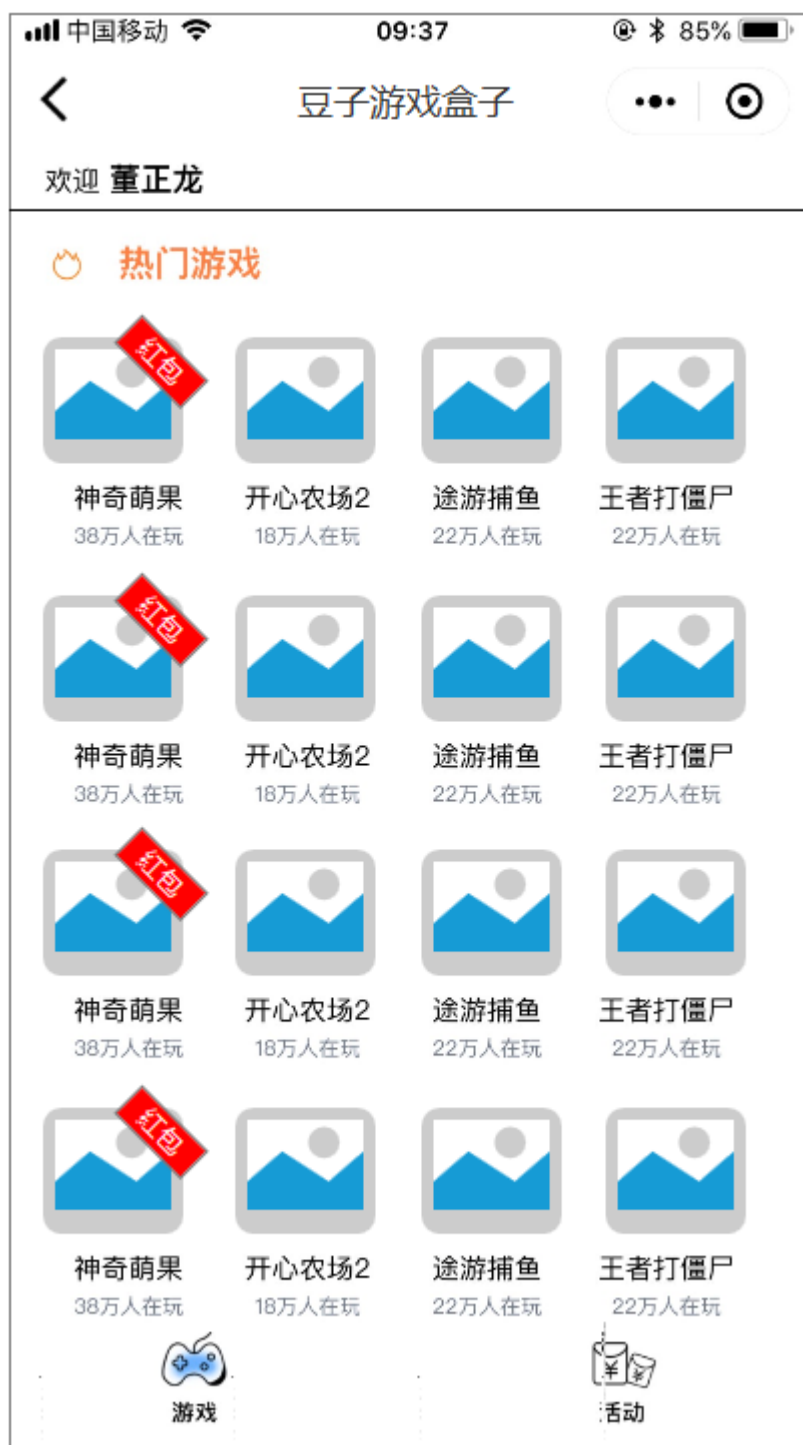 中国移动 09:37 85%
豆子游戏盒子
欢迎 董正龙
热门游戏
红包
神奇萌果 开心农场2 途游捕鱼 王者打僵尸
38万人在玩 18万人在玩 22万人在玩 22万人在玩
红包
神奇萌果 开心农场2 途游捕鱼 王者打僵尸
38万人在玩 18万人在玩 22万人在玩 22万人在玩
红包
神奇萌果 开心农场2 途游捕鱼 王者打僵尸
38万人在玩 18万人在玩 22万人在玩 22万人在玩
红包
神奇萌果 开心农场2 途游捕鱼 王者打僵尸
38万人在玩 18万人在玩 22万人在玩 22万人在玩
¥ ¥
游戏 活动